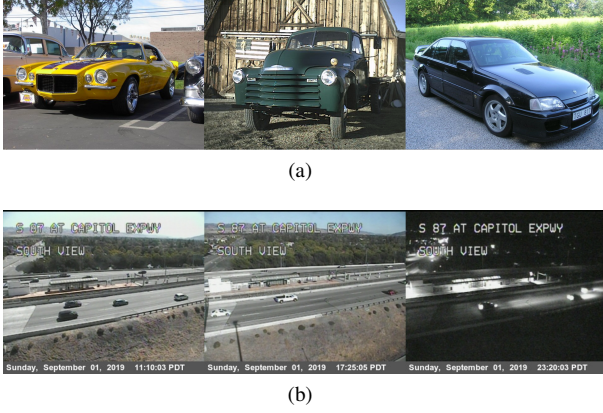 (a)
S 87 AT CAPITOL EXPWY
SOUTH VIEW
Sunday, September 01, 2019 11:10:03 PDT
S 87 AT CAPITOL EXPWY
SOUTH VIEW
Sunday, September 01, 2019 17:25:05 PDT
S 87 AT CAPITOL EXPWY
SOUTH VIEW
Sunday, September 01, 2019 23:20:03 PDT
(b)